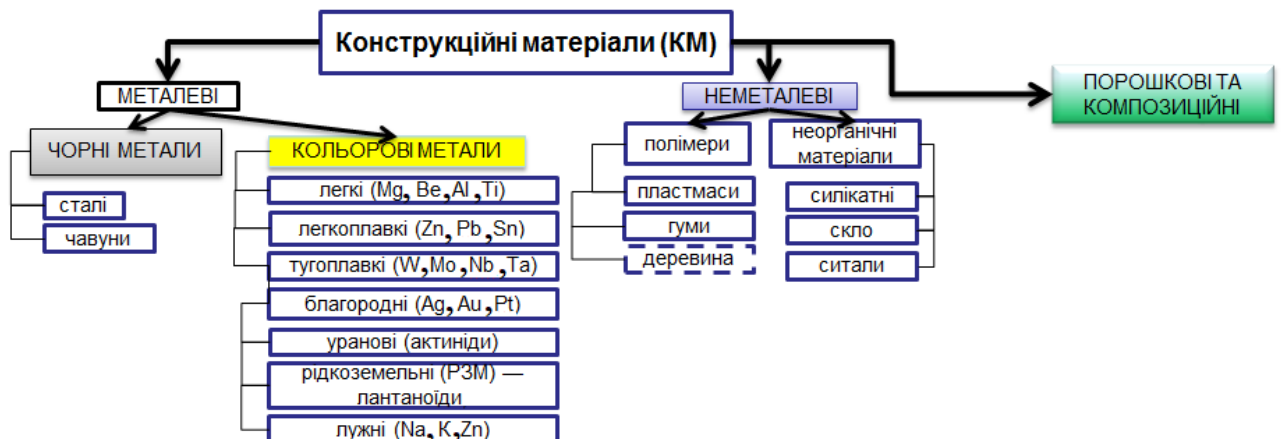 Конструкційні матеріали (КМ)
МЕТАЛЕВІ
НЕМЕТАЛЕВІ
ПОРОШКОВІ ТА
КОМПОЗИЦІЙНІ
ЧОРНІ МЕТАЛИ
сталі
чавуни
КОЛЬОРОВІ МЕТАЛИ
легкі (Mg, Be, Al, Ti)
легкоплавкі (Zn, Pb, Sn)
тугоплавкі (W, Mo, Nb, Ta)
благородні (Ag, Au, Pt)
уранові (актиніди)
рідкоземельні (РЗМ) —
лантаноїди
лужні (Na, K, Zn)
полімери
пластмаси
гуми
деревина
неорганічні
матеріали
силікатні
скло
ситали